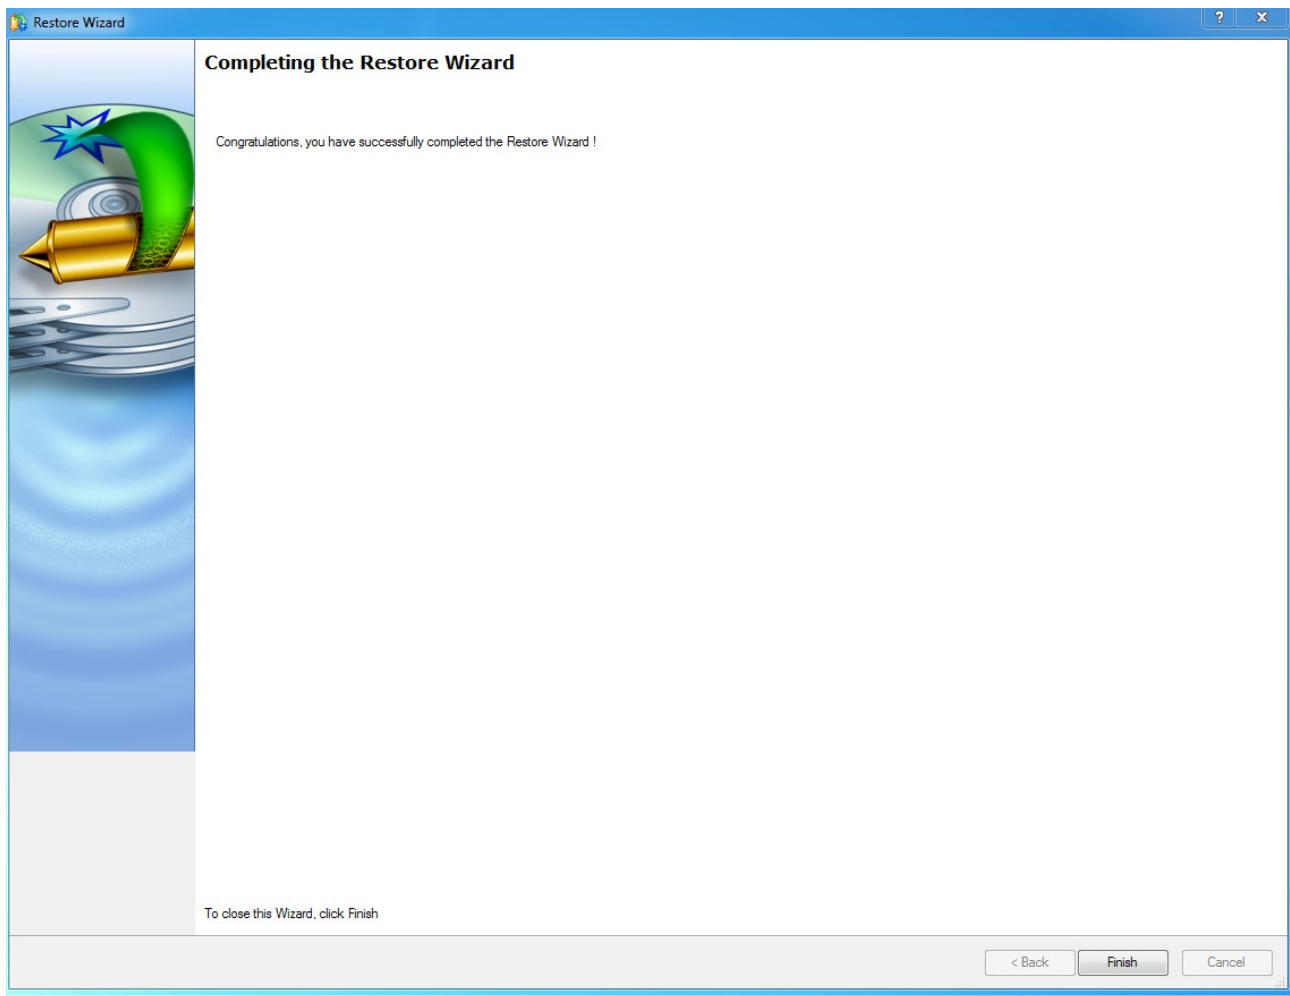 Restore Wizard
Completing the Restore Wizard
Congratulations, you have successfully completed the Restore Wizard !
To close this Wizard, click Finish
< Back
Finish
Cancel